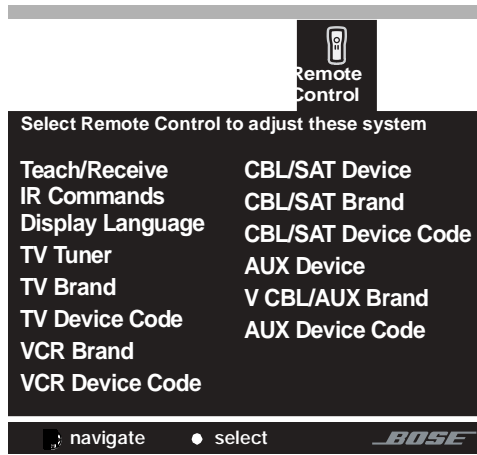 Remote
Control
Select Remote Control to adjust these system
Teach/Receive
IR Commands
Display Language
TV Tuner
TV Brand
TV Device Code
VCR Brand
VCR Device Code
CBL/SAT Device
CBL/SAT Brand
CBL/SAT Device Code
AUX Device
V CBL/AUX Brand
AUX Device Code
navigate
select
BOSE